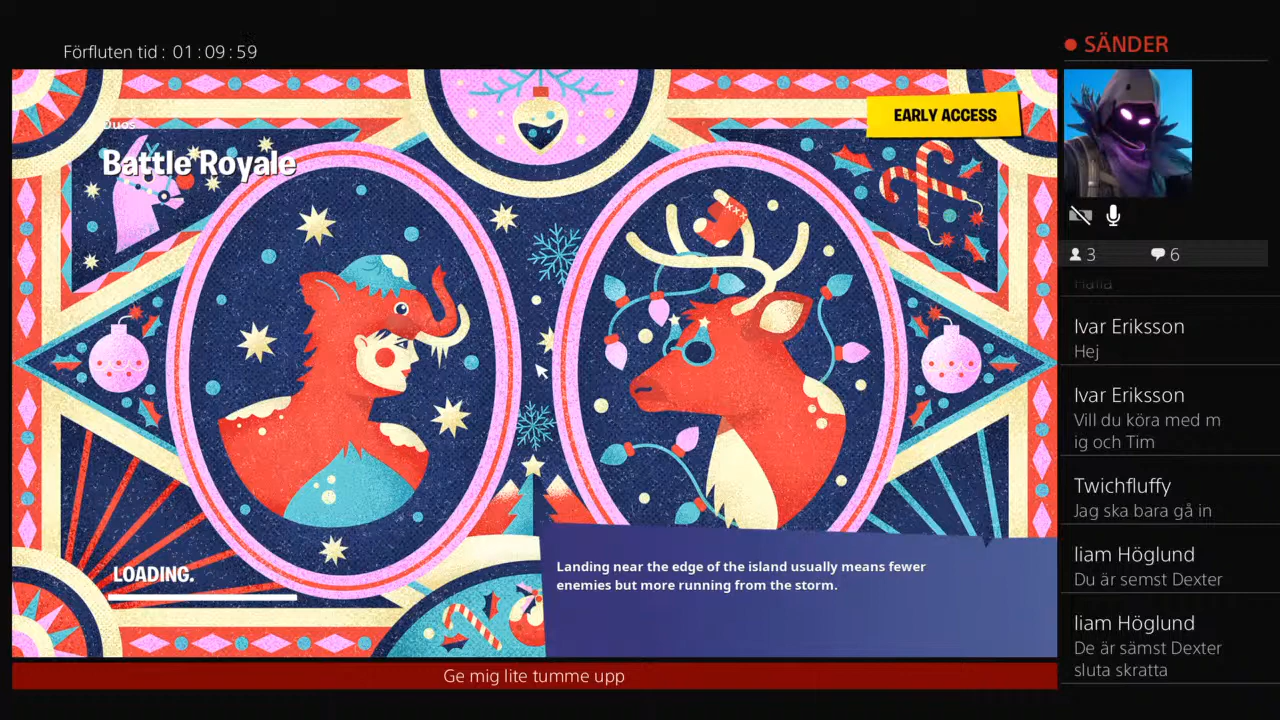 Förfluten tid : 01:09:59
SÄNDER
EARLY ACCESS
Duos
Battle Royale
3
6
Ivar Eriksson
Hej
Ivar Eriksson
Vill du köra med m
ig och Tim
Twichfluffy
Jag ska bara gå in
liam Höglund
Du är semst Dexter
liam Höglund
De är sämst Dexter
sluta skratta
LOADING.
Landing near the edge of the island usually means fewer
enemies but more running from the storm.
Ge mig lite tumme upp